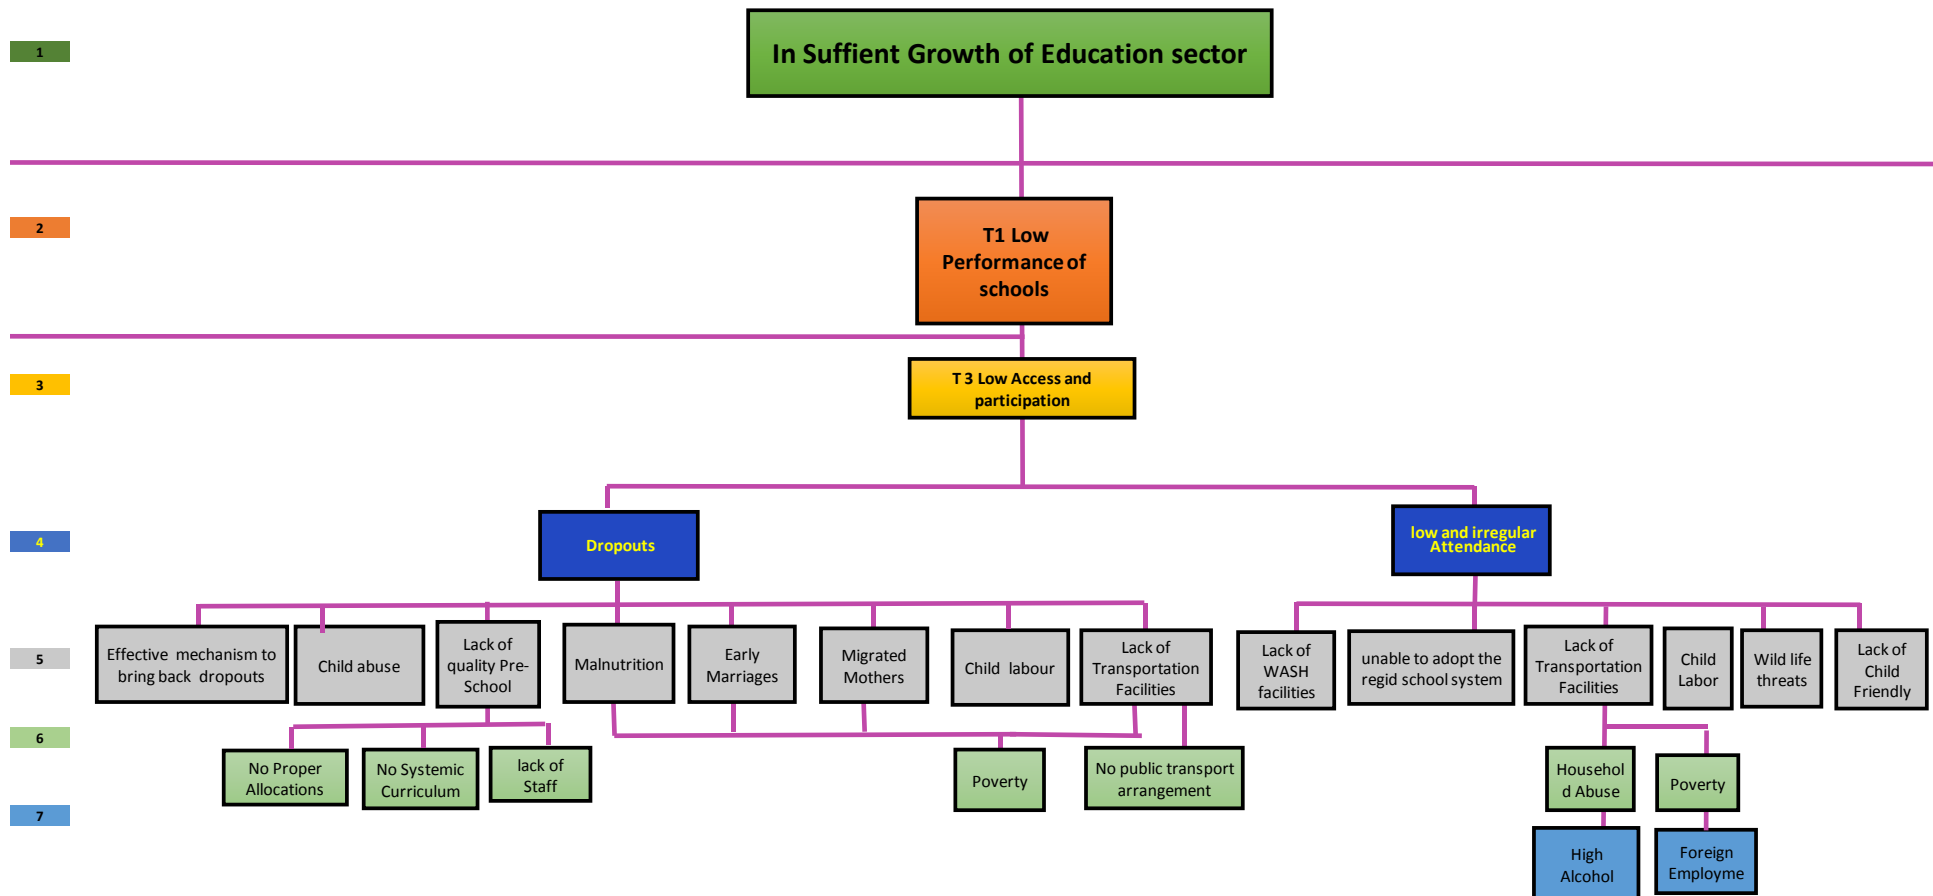 1
In Suffient Growth of Education sector
2
T1 Low
Performance of
schools
3
T 3 Low Access and
participation
4
Dropouts
low and irregular
Attendance
5
Effective mechanism to
bring back dropouts
Child abuse
Lack of
quality Pre-
School
Malnutrition
Early
Marriages
Migrated
Mothers
Child labour
Lack of
Transportation
Facilities
Lack of
WASH
facilities
unable to adopt the
regid school system
Lack of
Transportation
Facilities
Child
Labor
Wild life
threats
Lack of
Child
Friendly
6
No Proper
Allocations
No Systemic
Curriculum
lack of
Staff
Poverty
No public transport
arrangement
Househol
d Abuse
Poverty
7
High
Alcohol
Foreign
Employme